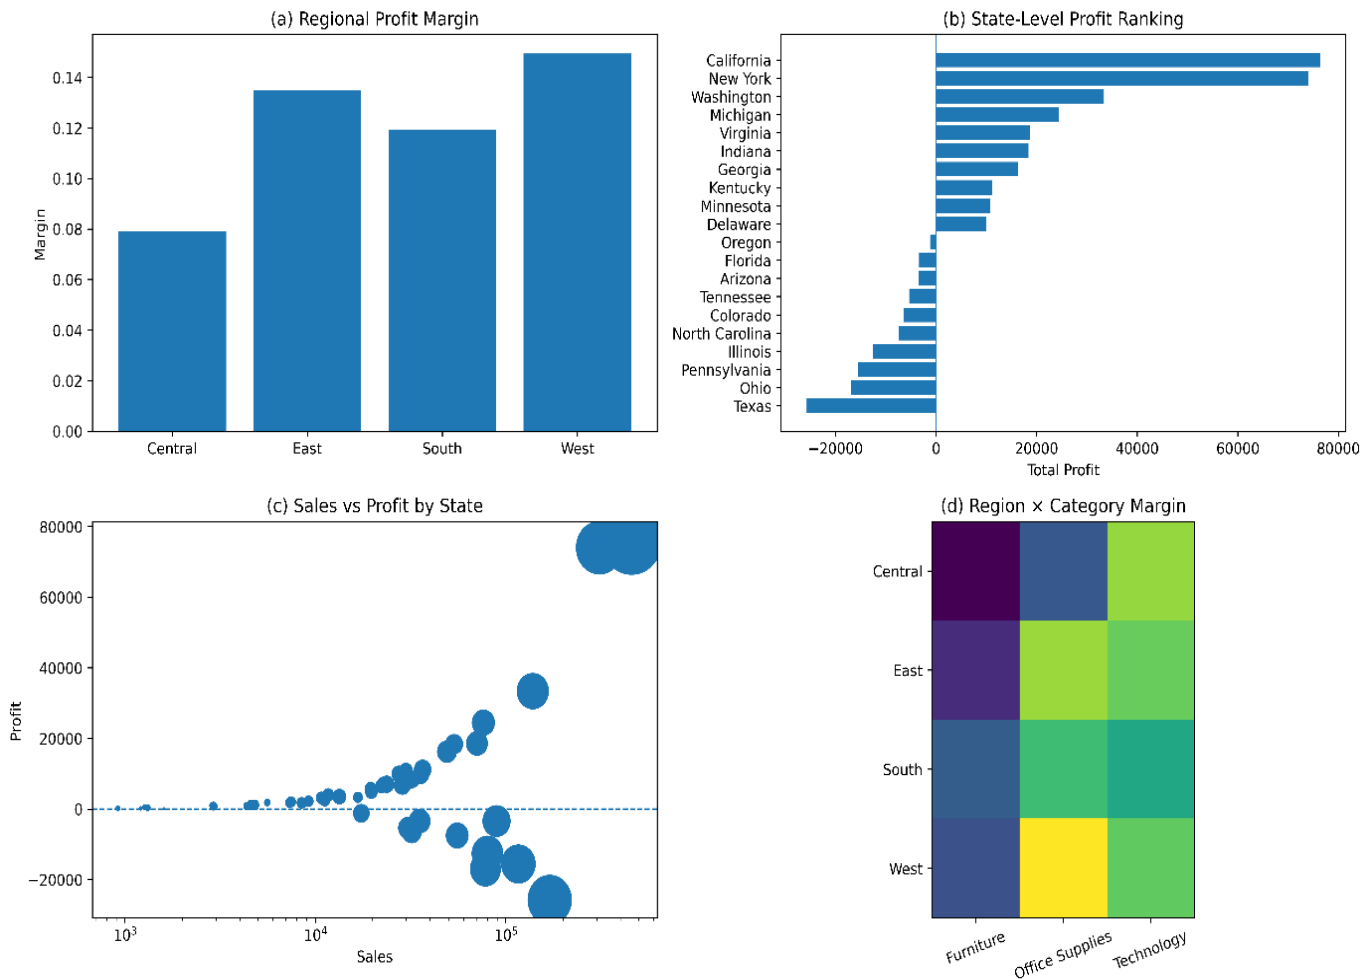 (a) Regional Profit Margin
0.14
0.12
0.10
0.08
0.06
0.04
0.02
0.00
Margin
Central East South West
(b) State-Level Profit Ranking
California
New York
Washington
Michigan
Virginia
Indiana
Georgia
Kentucky
Minnesota
Delaware
Oregon
Florida
Arizona
Tennessee
Colorado
North Carolina
Illinois
Pennsylvania
Ohio
Texas
−20000 0 20000 40000 60000 80000
Total Profit
(c) Sales vs Profit by State
80000
60000
40000
20000
0
−20000
Profit
10³ 10⁴ 10⁵
Sales
(d) Region × Category Margin
Central
East
South
West
Furniture Office Supplies Technology